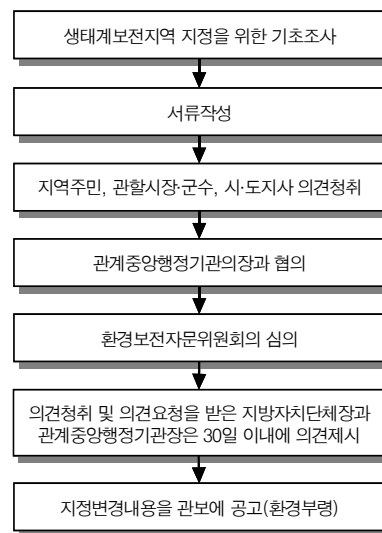 생태계보전지역 지정을 위한 기초조사
서류작성
지역주민, 관할시장·군수, 시·도지사 의견청취
관계중앙행정기관의장과 협의
환경보전자문위원회의 심의
의견청취 및 의견요청을 받은 지방자치단체장과
관계중앙행정기관장은 30일 이내에 의견제시
지정변경내용을 관보에 공고(환경부령)